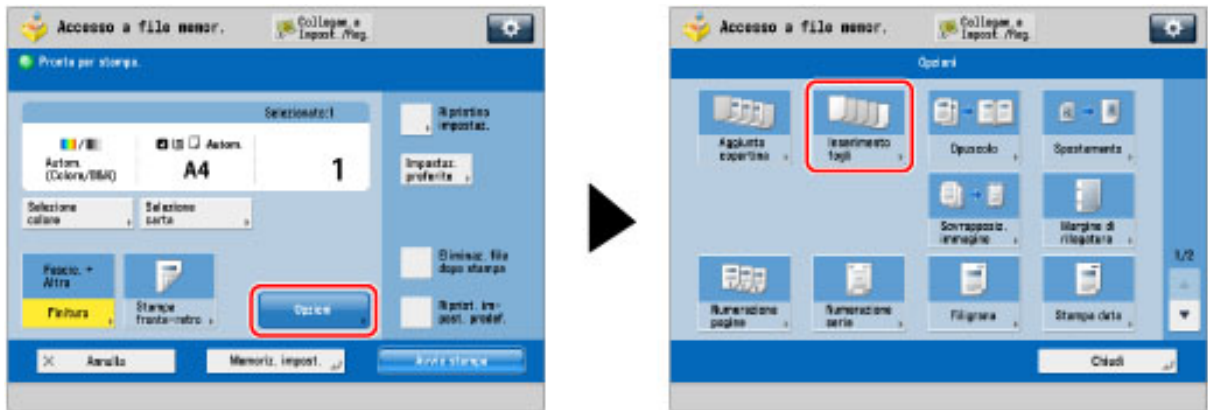 Accesso a file memor.
Collegam. e
Impost./Reg.
Pronta per stampa.
Selezionato:1
Autom.
(Colore/B&N)
Autom.
A4
1
Ripristino
impostaz.
Impostaz.
preferite
Selezione
colore
Selezione
carta
Fascic. +
Altro
Finitura
Stampa
fronte-retro
Opzioni
Eliminaz. file
dopo stampa
Riprist. im-
post. predef.
Annulla
Memoriz. impost.
Avvio stampa
Accesso a file memor.
Collegam. e
Impost./Reg.
Opzioni
Aggiunta
copertina
Inserimento
fogli
Opuscolo
Spostamento
Sovrapposiz.
immagine
Margine di
rilegatura
1/2
Numerazione
pagine
Numerazione
serie
Filigrana
Stampa data
Chiudi